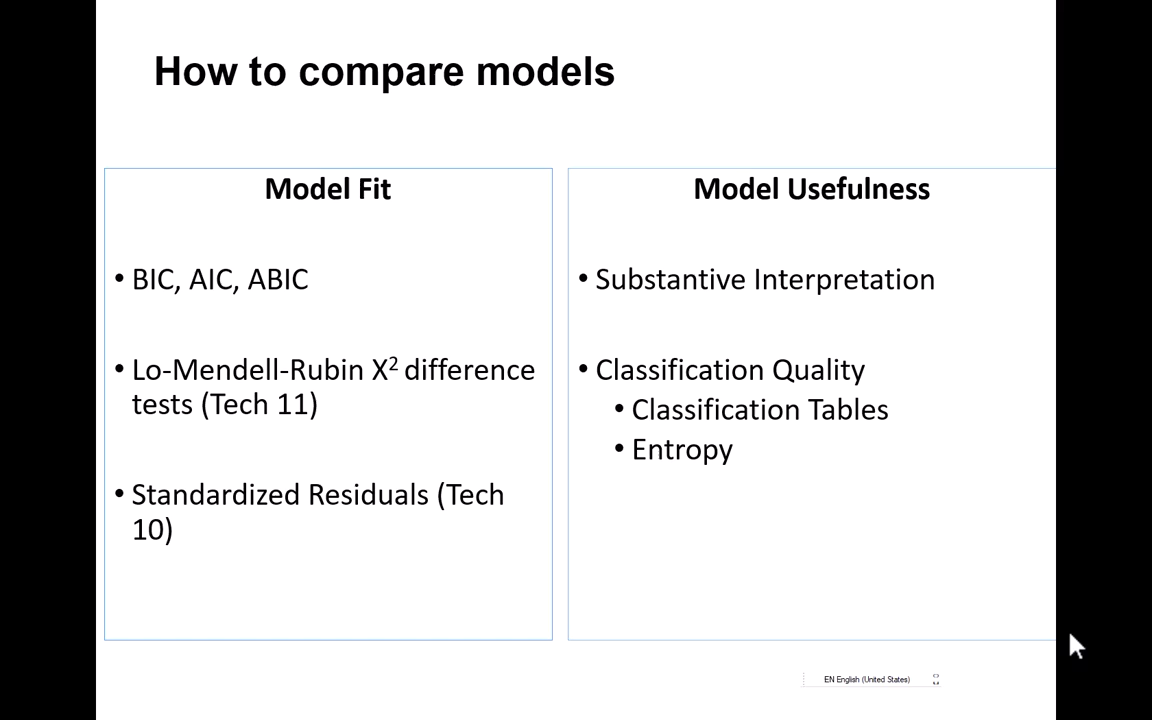 How to compare models
Model Fit
• BIC, AIC, ABIC
• Lo-Mendell-Rubin X² difference
tests (Tech 11)
• Standardized Residuals (Tech
10)
Model Usefulness
• Substantive Interpretation
• Classification Quality
• Classification Tables
• Entropy
EN English (United States)